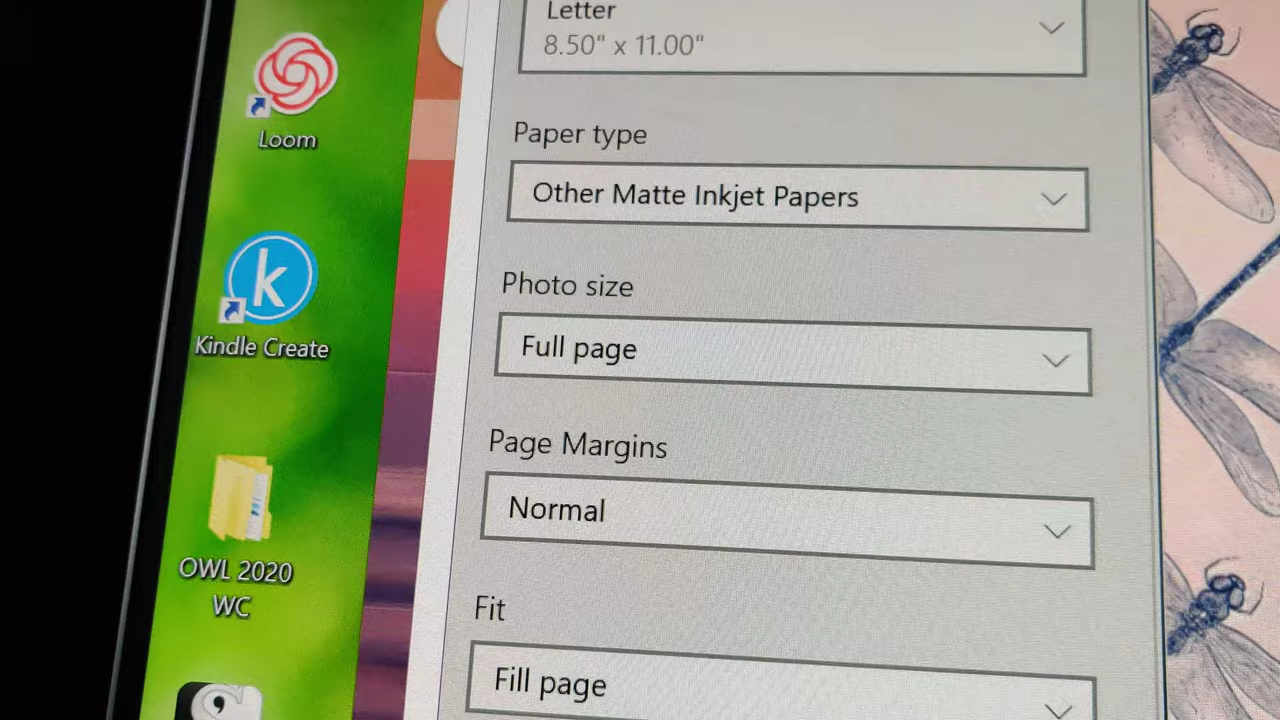 Letter
8.50" x 11.00"
Paper type
Other Matte Inkjet Papers
Photo size
Full page
Page Margins
Normal
Fit
Fill page
Loom
k
Kindle Create
OWL 2020
WC